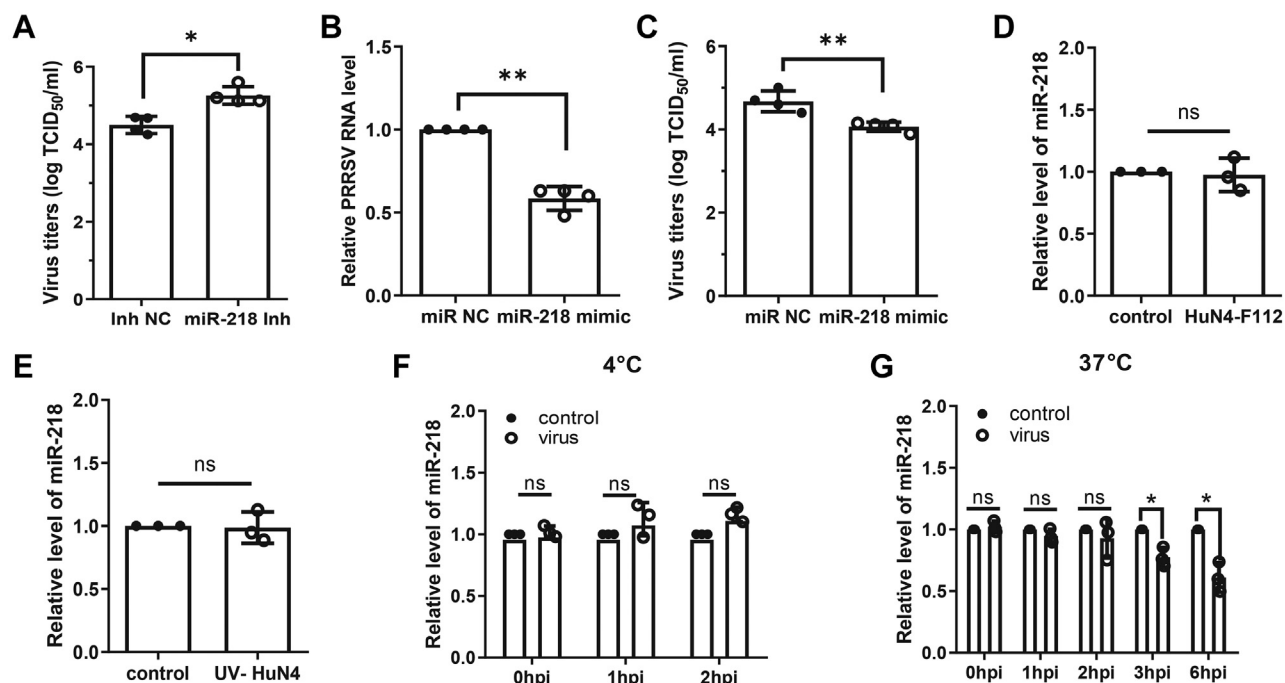 A
*
Virus titers (log TCID50/ml)
6
4
2
0
Inh NC
miR-218 Inh
B
**
Relative PRRSV RNA level
1.5
1.0
0.5
0.0
miR NC
miR-218 mimic
C
**
Virus titers (log TCID50/ml)
6
4
2
0
miR NC
miR-218 mimic
D
ns
Relative level of miR-218
2.0
1.5
1.0
0.5
0.0
control
HuN4-F112
E
ns
Relative level of miR-218
2.0
1.5
1.0
0.5
0.0
control
UV- HuN4
F
4°C
control
virus
Relative level of miR-218
2.0
1.5
1.0
0.5
0.0
ns
ns
ns
0hpi
1hpi
2hpi
G
37°C
control
virus
Relative level of miR-218
2.0
1.5
1.0
0.5
0.0
ns
ns
ns
*
*
0hpi
1hpi
2hpi
3hpi
6hpi